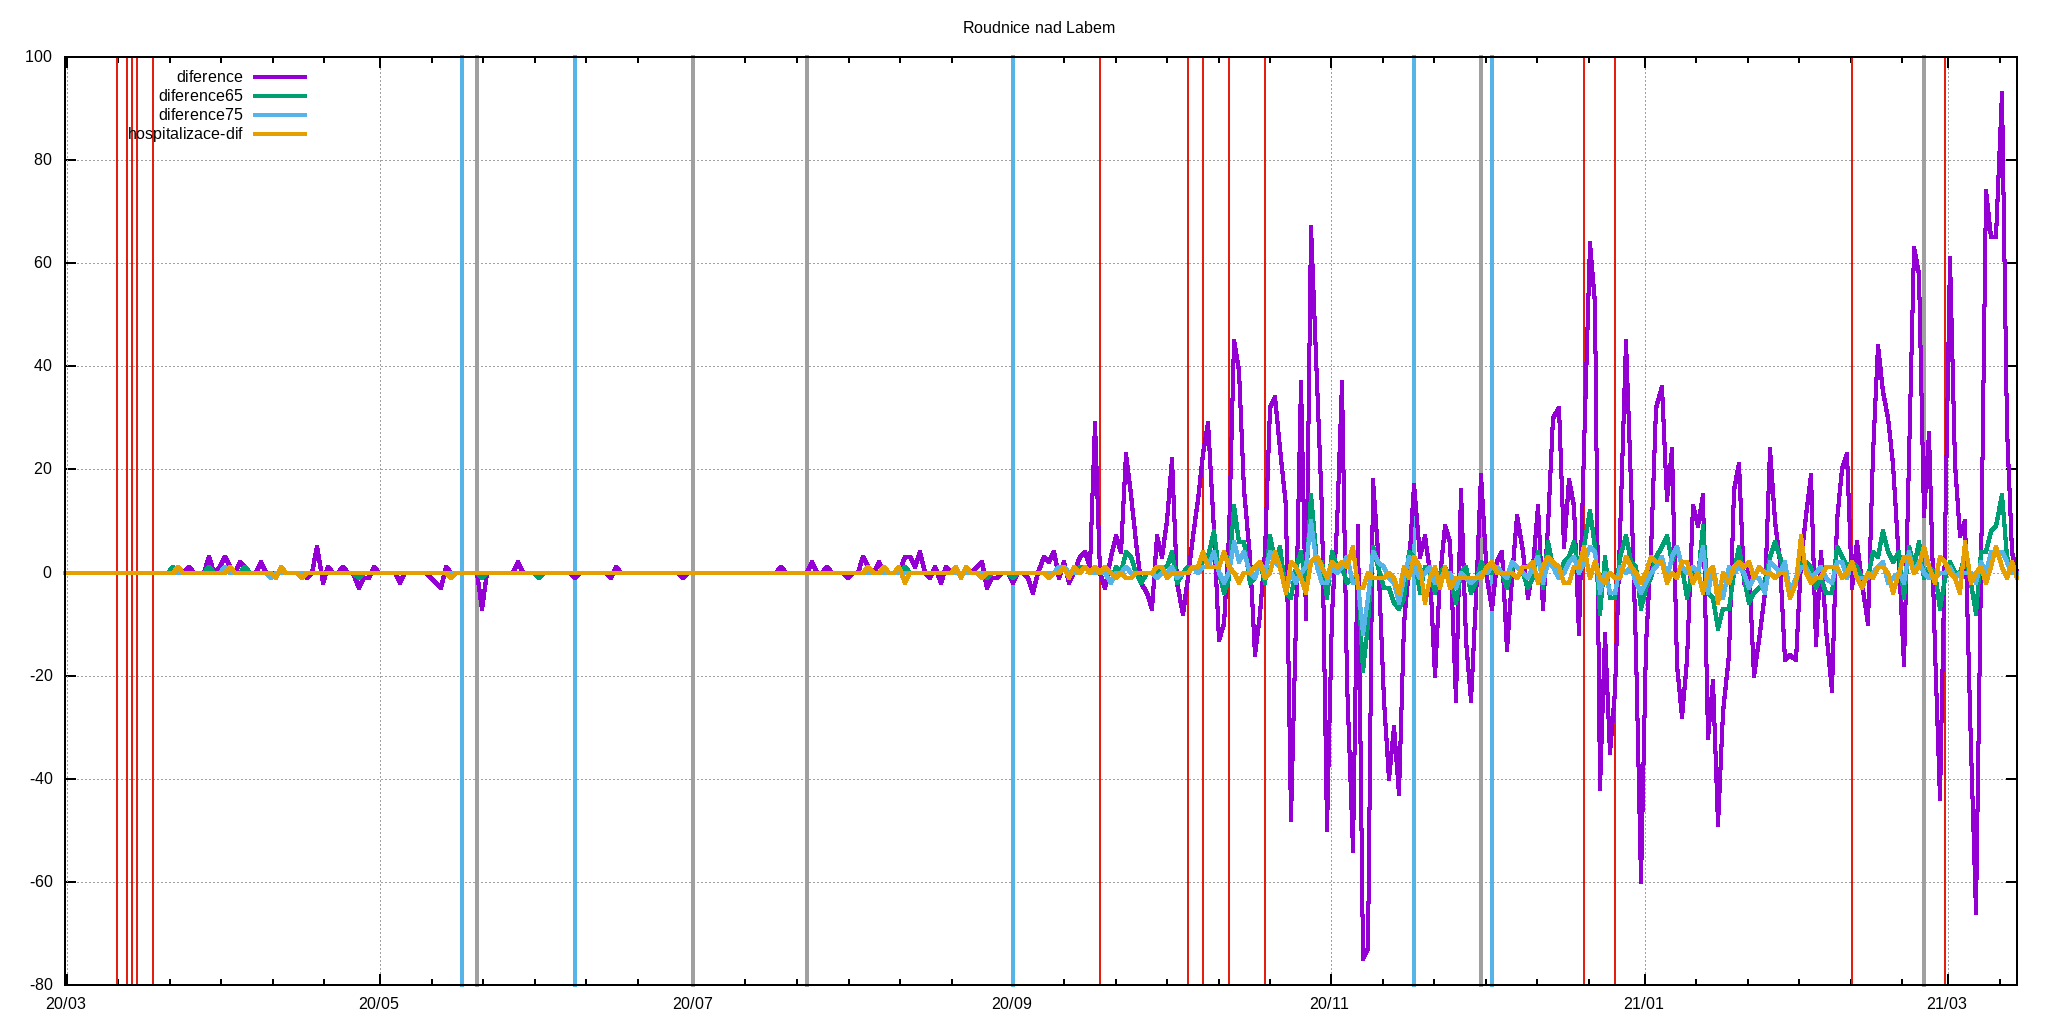 Roudnice nad Labem
diference
diference65
diference75
hospitalizace-dif
100
80
60
40
20
0
-20
-40
-60
-80
20/03 20/05 20/07 20/09 20/11 21/01 21/03